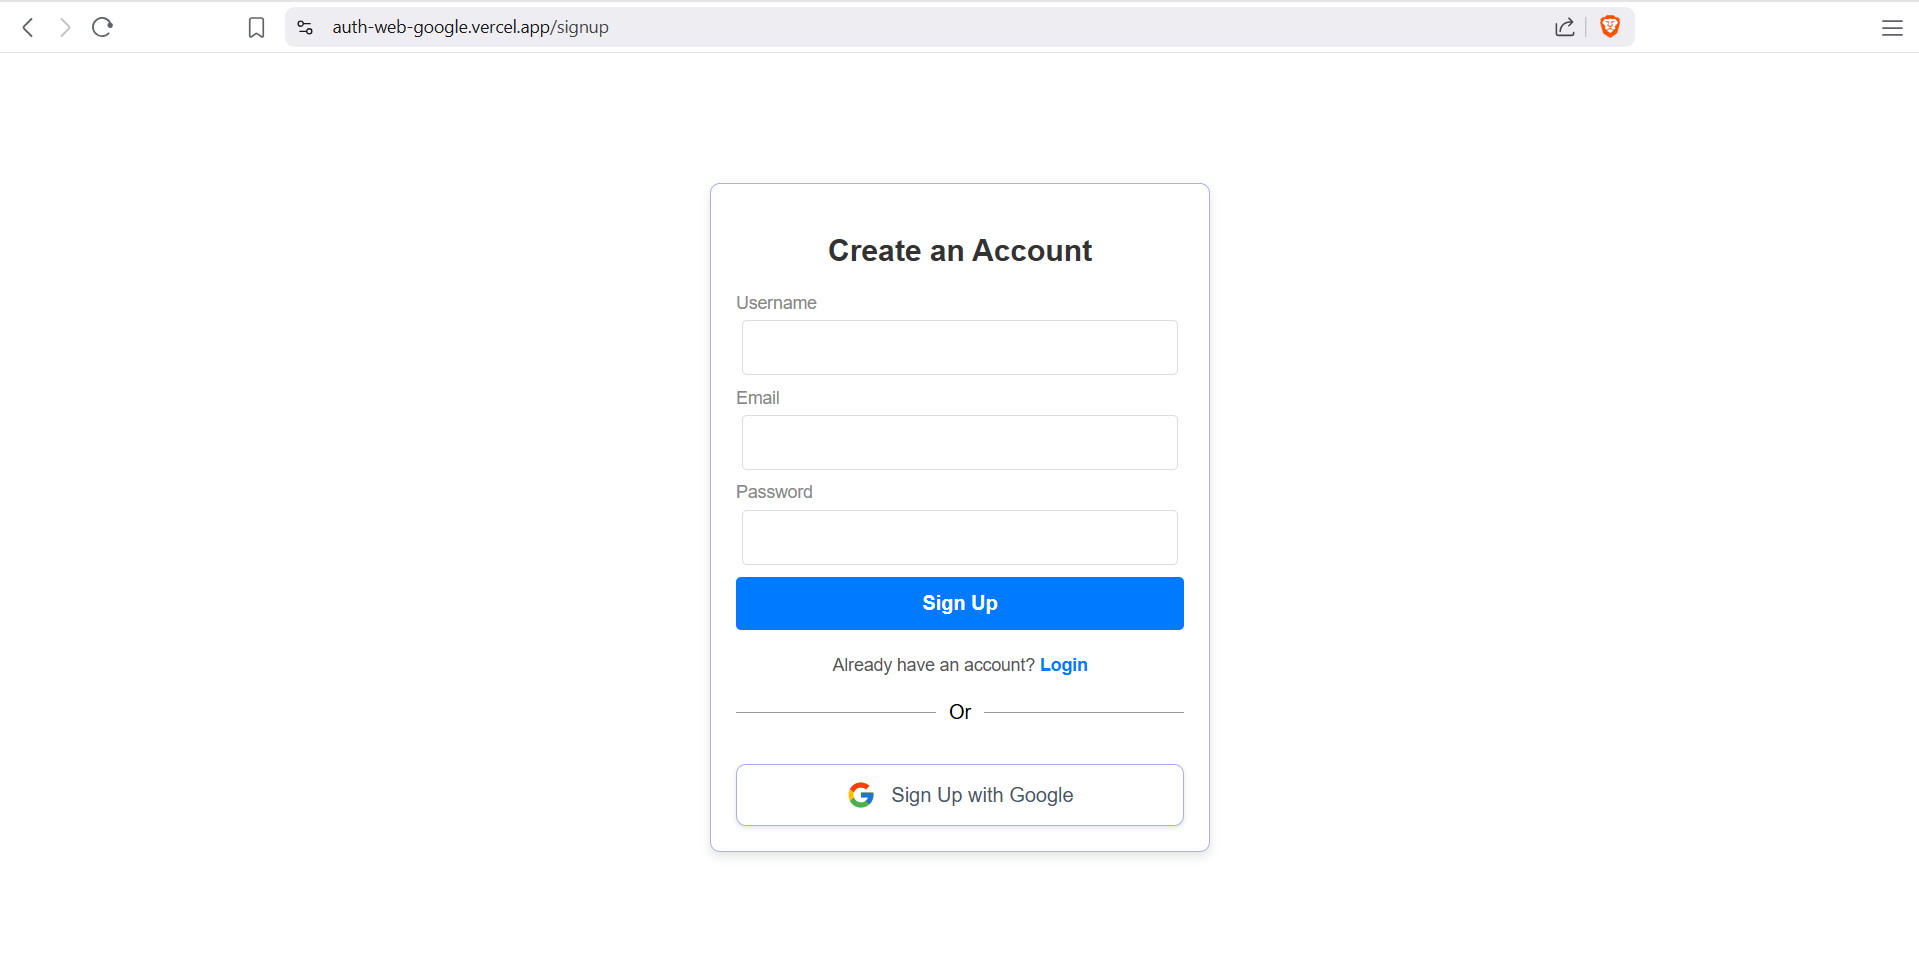 auth-web-google.vercel.app/signup
Create an Account
Username
Email
Password
Sign Up
Already have an account? Login
Or
Sign Up with Google